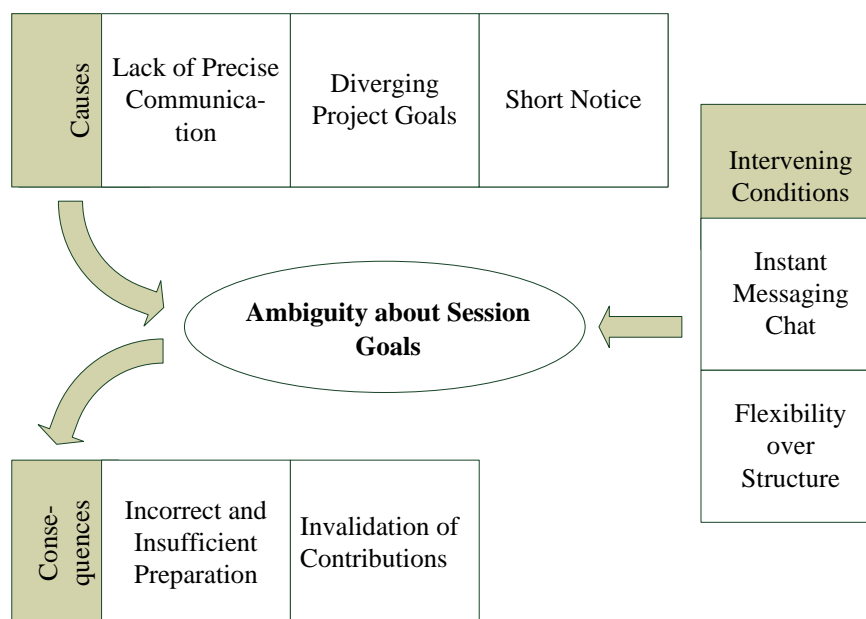 Causes
Lack of Precise
Communica-
tion
Diverging
Project Goals
Short Notice
Intervening
Conditions
Instant
Messaging
Chat
Flexibility
over
Structure
Ambiguity about Session
Goals
Conse-
quences
Incorrect and
Insufficient
Preparation
Invalidation of
Contributions